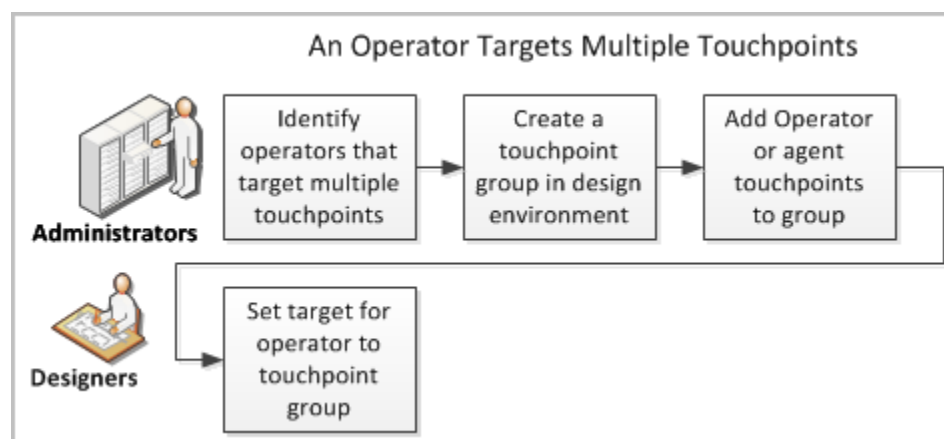 An Operator Targets Multiple Touchpoints
Identify
operators that
target multiple
touchpoints
Create a
touchpoint
group in design
environment
Add Operator
or agent
touchpoints
to group
Administrators
Set target for
operator to
touchpoint
group
Designers